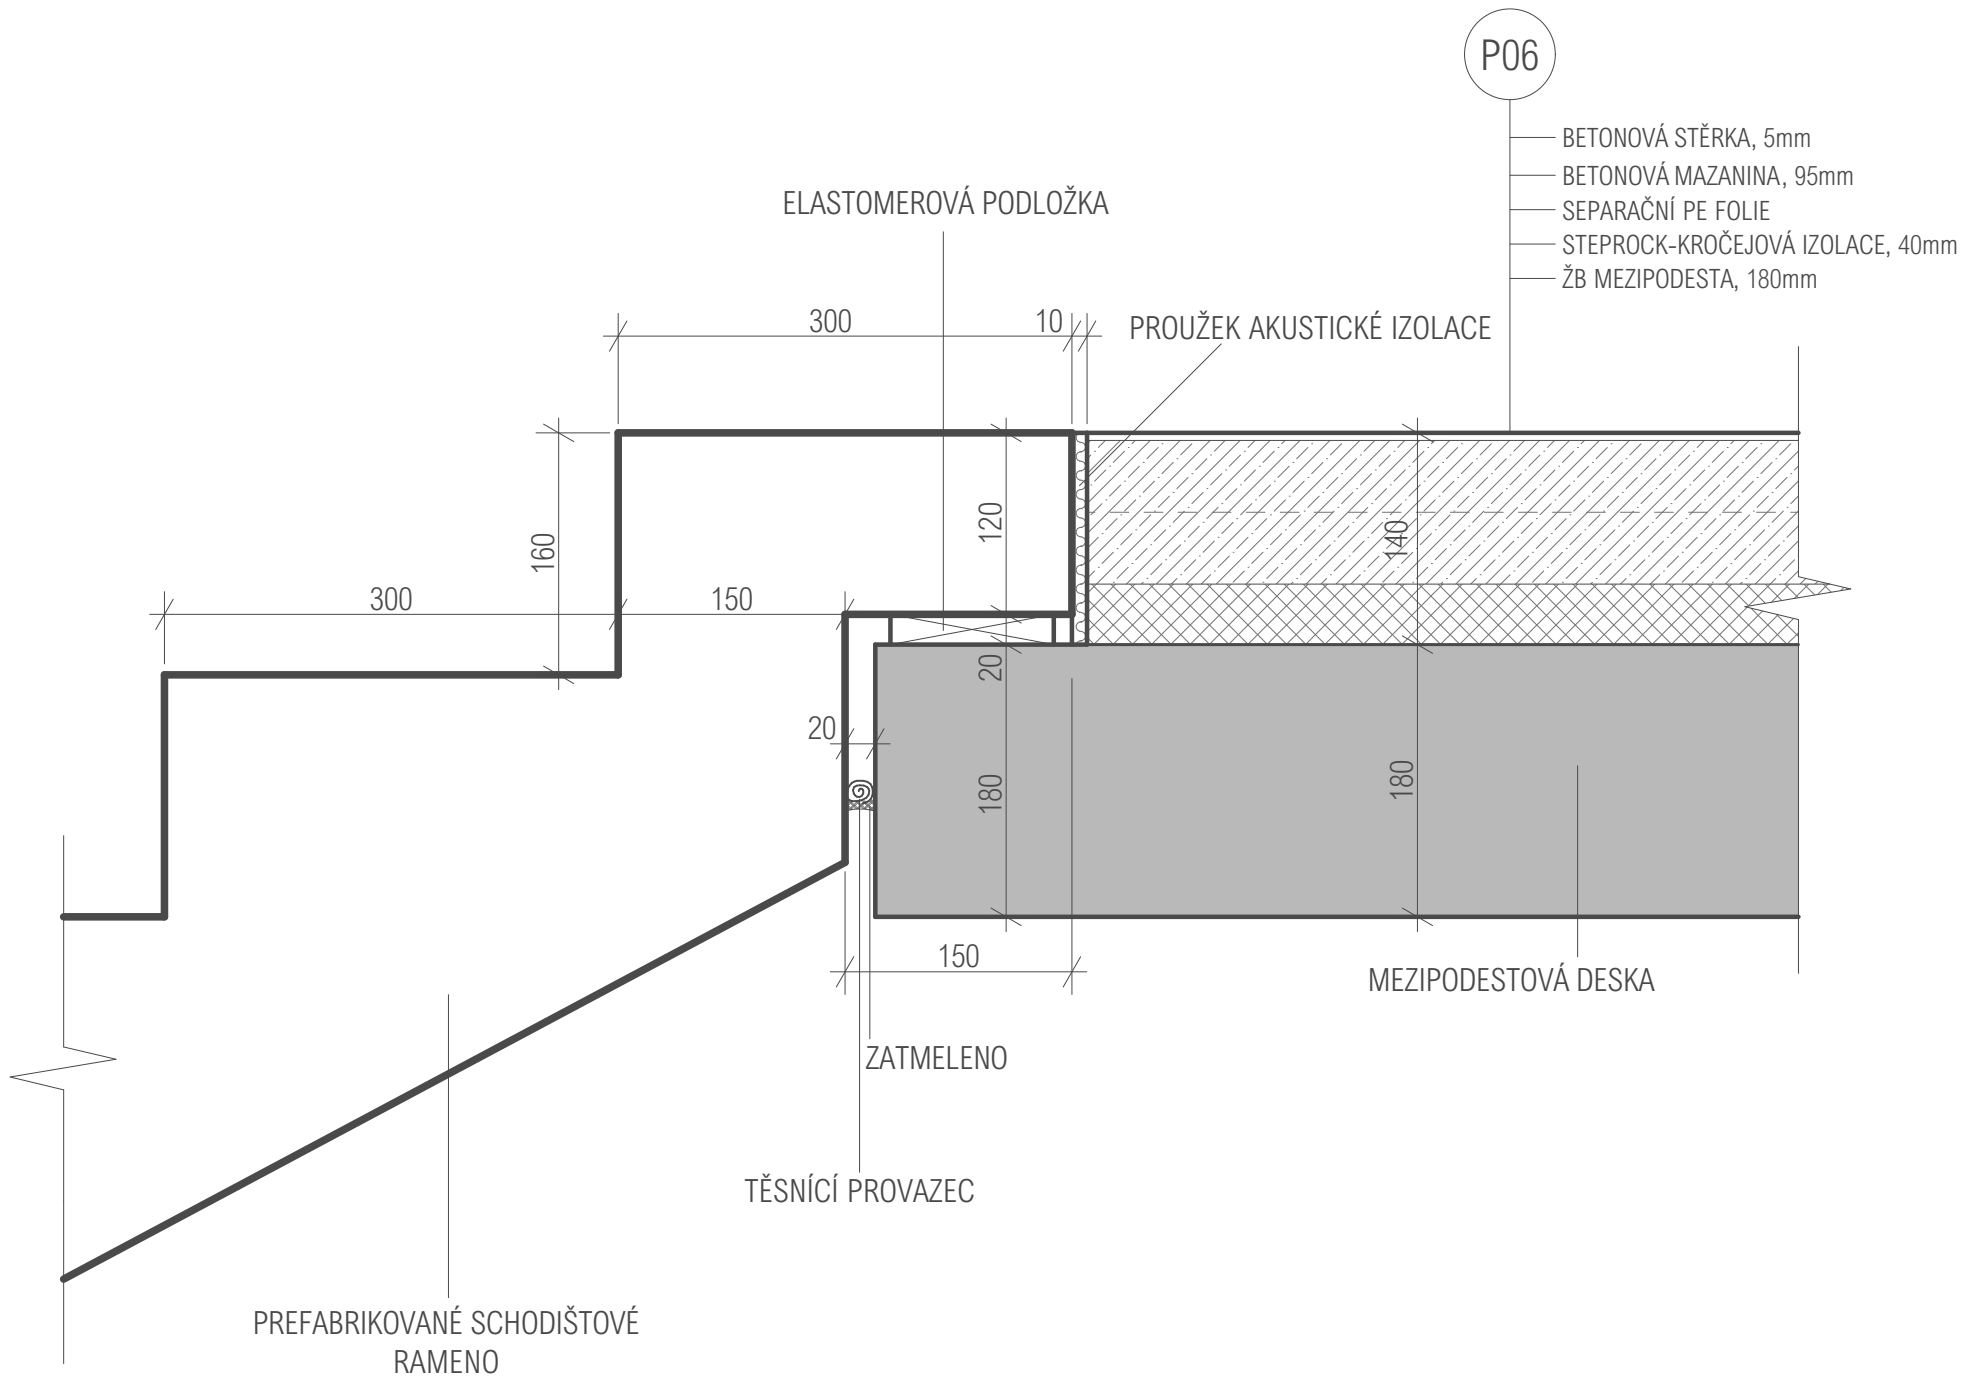 P06
BETONOVÁ STĚRKA, 5mm
BETONOVÁ MAZANINA, 95mm
SEPARAČNÍ PE FOLIE
STEPROCK-KROČEJOVÁ IZOLACE, 40mm
ŽB MEZIPODESTA, 180mm
ELASTOMEROVÁ PODLOŽKA
300
10
PROUŽEK AKUSTICKÉ IZOLACE
160
120
140
300
150
20
20
180
180
150
MEZIPODESTOVÁ DESKA
ZATMELENO
TĚSNÍCÍ PROVAZEC
PREFABRIKOVANÉ SCHODIŠTOVÉ
RAMENO